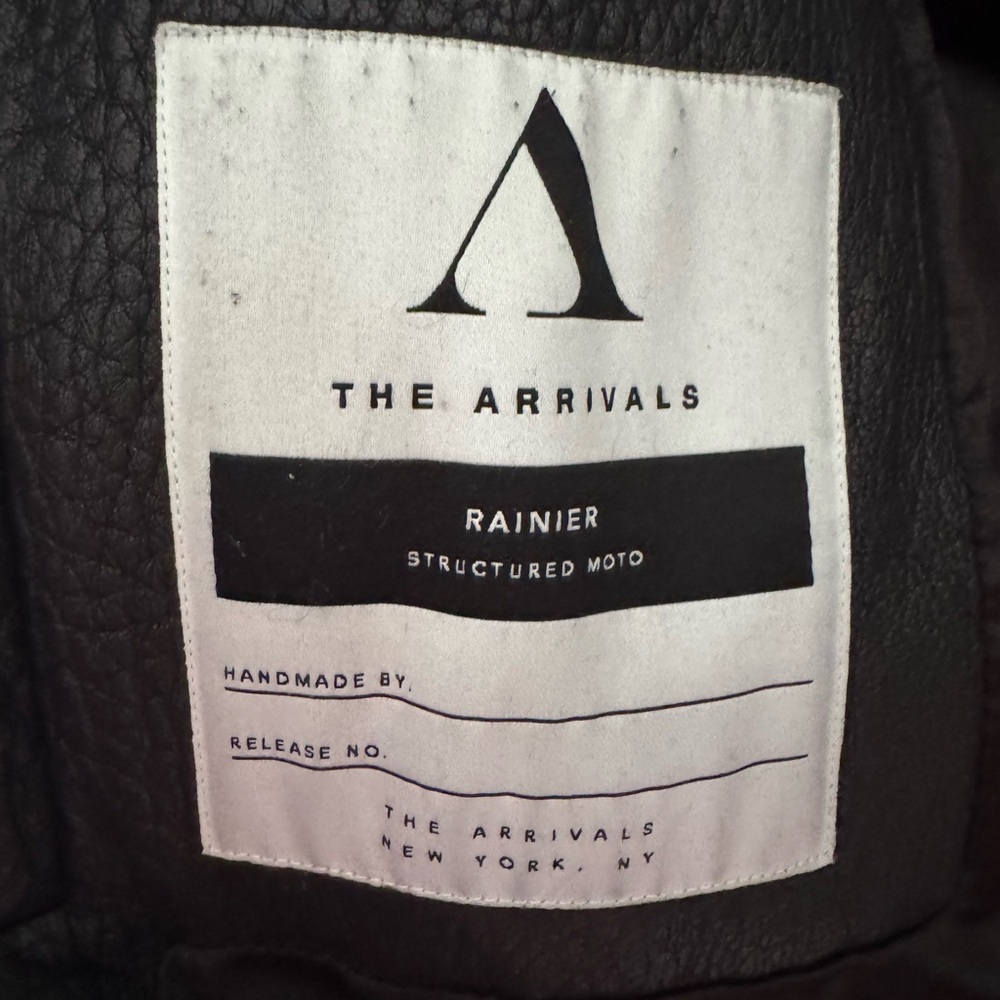 A
THE ARRIVALS
RAINIER
STRUCTURED MOTO
HANDMADE BY.
RELEASE NO.
THE ARRIVALS
NEW YORK, NY